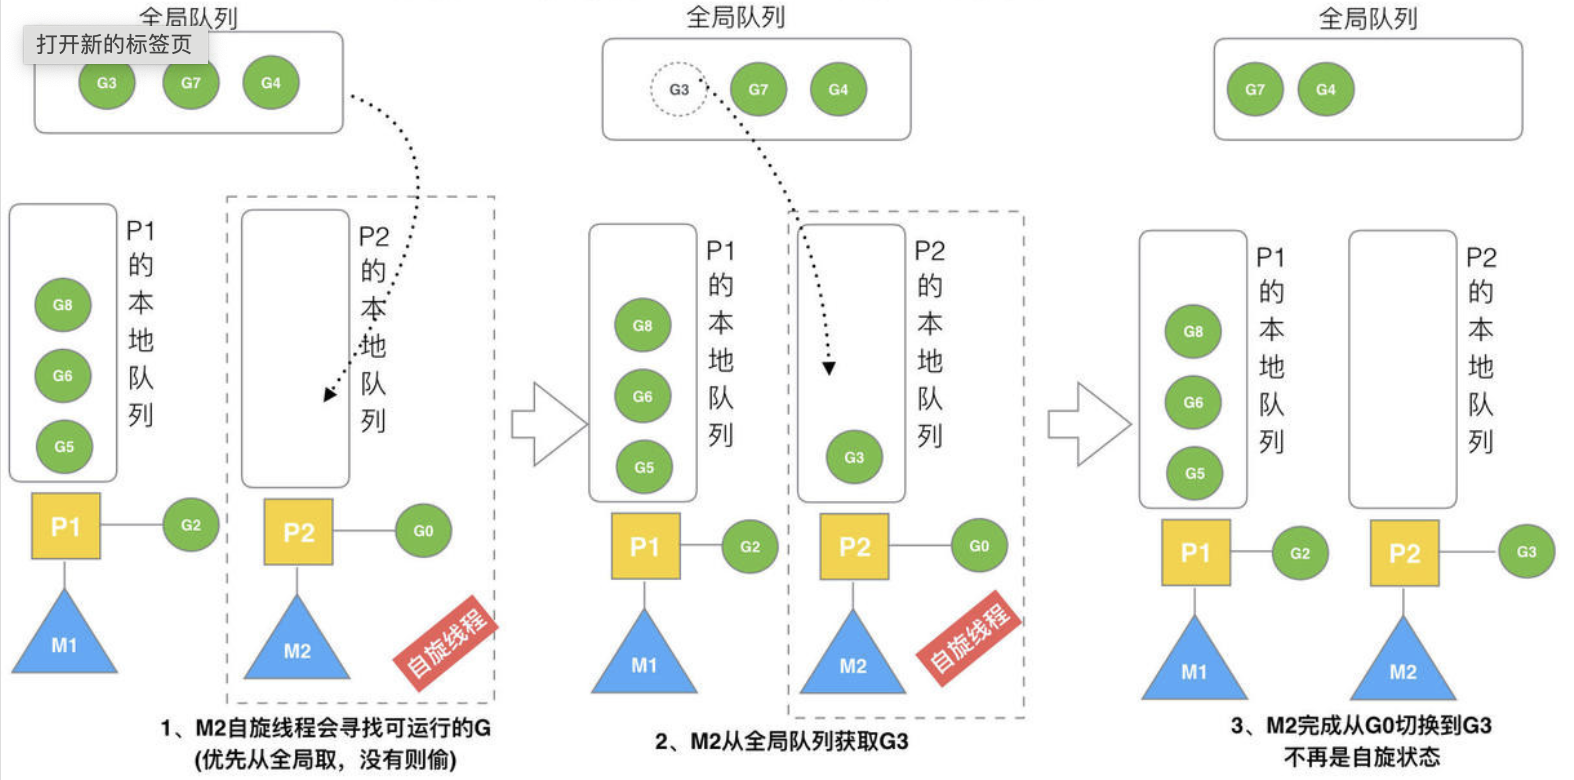 全局队列
打开新的标签页
G3 G7 G4
P1的本地队列
G8
G6
G5
P2的本地队列
P1
G2
P2
G0
M1
M2
自旋线程
1、M2自旋线程会寻找可运行的G
(优先从全局取，没有则偷)
全局队列
G3 G7 G4
P1的本地队列
G8
G6
G5
P2的本地队列
G3
P1
G2
P2
G0
M1
M2
自旋线程
2、M2从全局队列获取G3
全局队列
G7 G4
P1的本地队列
G8
G6
G5
P2的本地队列
P1
G2
P2
G3
M1
M2
3、M2完成从G0切换到G3
不再是自旋状态